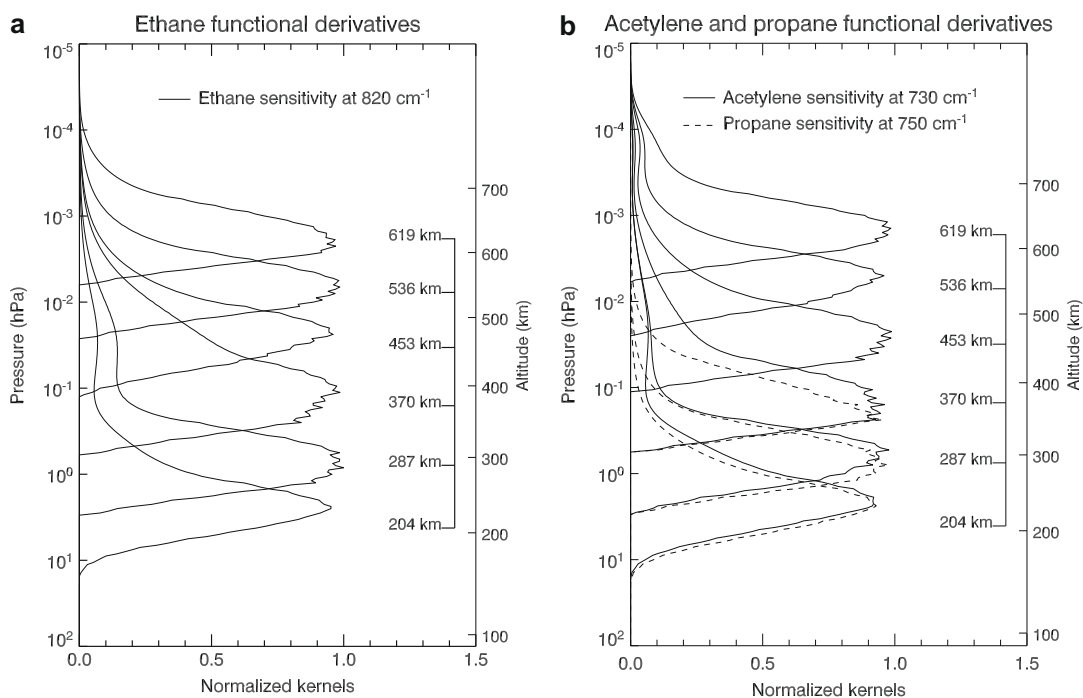 a Ethane functional derivatives
Ethane sensitivity at 820 cm⁻¹
10⁻⁵
10⁻⁴
10⁻³
10⁻²
10⁻¹
10⁰
10¹
10²
Pressure (hPa)
619 km
536 km
453 km
370 km
287 km
204 km
700
600
500
400
300
200
100
Altitude (km)
0.0 0.5 1.0 1.5
Normalized kernels
b Acetylene and propane functional derivatives
Acetylene sensitivity at 730 cm⁻¹
Propane sensitivity at 750 cm⁻¹
10⁻⁵
10⁻⁴
10⁻³
10⁻²
10⁻¹
10⁰
10¹
10²
Pressure (hPa)
619 km
536 km
453 km
370 km
287 km
204 km
700
600
500
400
300
200
100
Altitude (km)
0.0 0.5 1.0 1.5
Normalized kernels